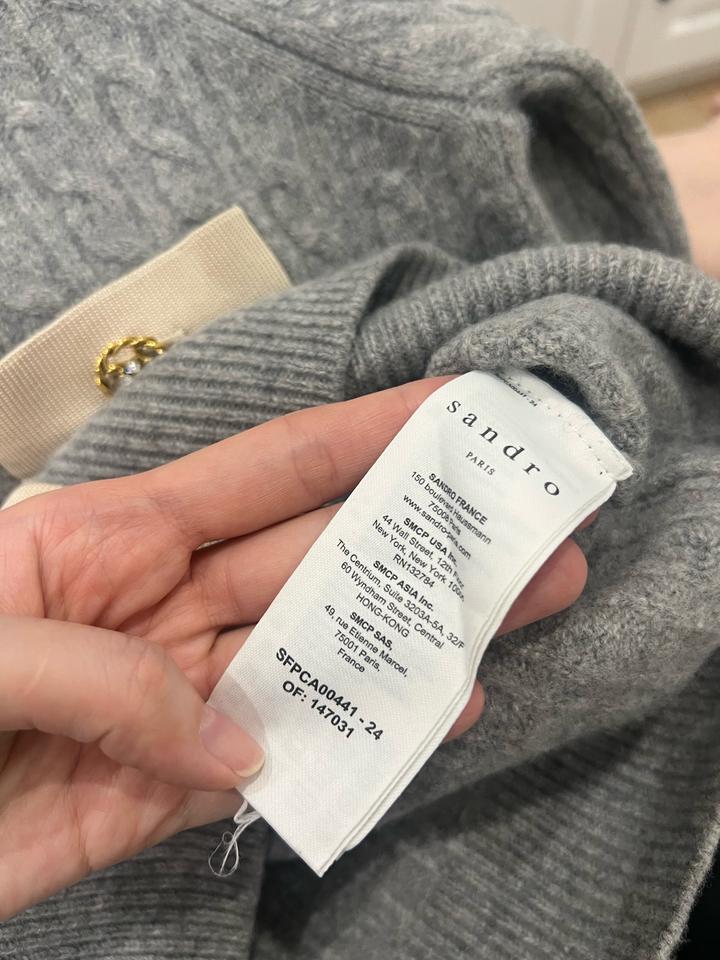 sandro
PARIS
SANDRO FRANCE
150 boulevard Haussmann
75008 Paris
www.sandro-paris.com
SMCP USA Inc.
44 Wall Street, 12th Floor,
New York, New York
RN132784
SMCP ASIA Inc.
The Centrium, Suite 3203A-5A, 32/F
60 Wyndham Street, Central
HONG-KONG
SMCP SAS,
49, rue Etienne Marcel,
75001 Paris,
France
SFPCA00441 - 24
OF: 147031